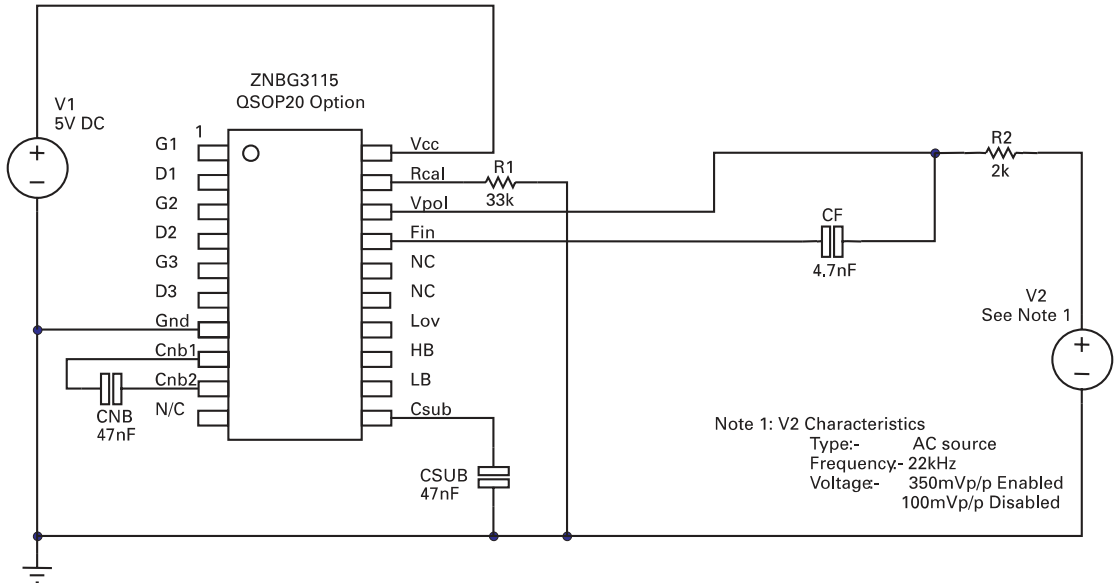 ZNBG3115
QSOP20 Option
V1
5V DC
1
G1
D1
G2
D2
G3
D3
Gnd
Cnb1
Cnb2
N/C
Vcc
Rcal
Vpol
Fin
NC
NC
Lov
HB
LB
Csub
R1
33k
R2
2k
CF
4.7nF
V2
See Note 1
CNB
47nF
CSUB
47nF
Note 1: V2 Characteristics
Type:- AC source
Frequency:- 22kHz
Voltage:- 350mVp/p Enabled
100mVp/p Disabled